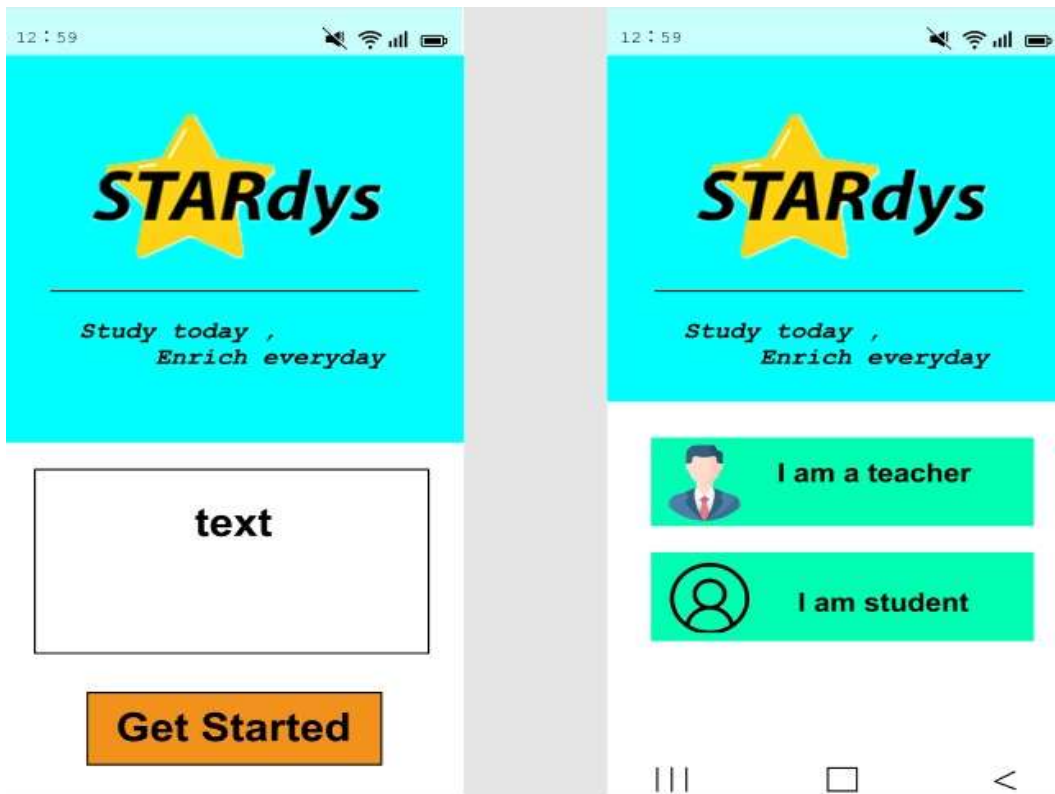 12:59
STARdys
Study today ,
Enrich everyday
text
Get Started
12:59
STARdys
Study today ,
Enrich everyday
I am a teacher
I am student